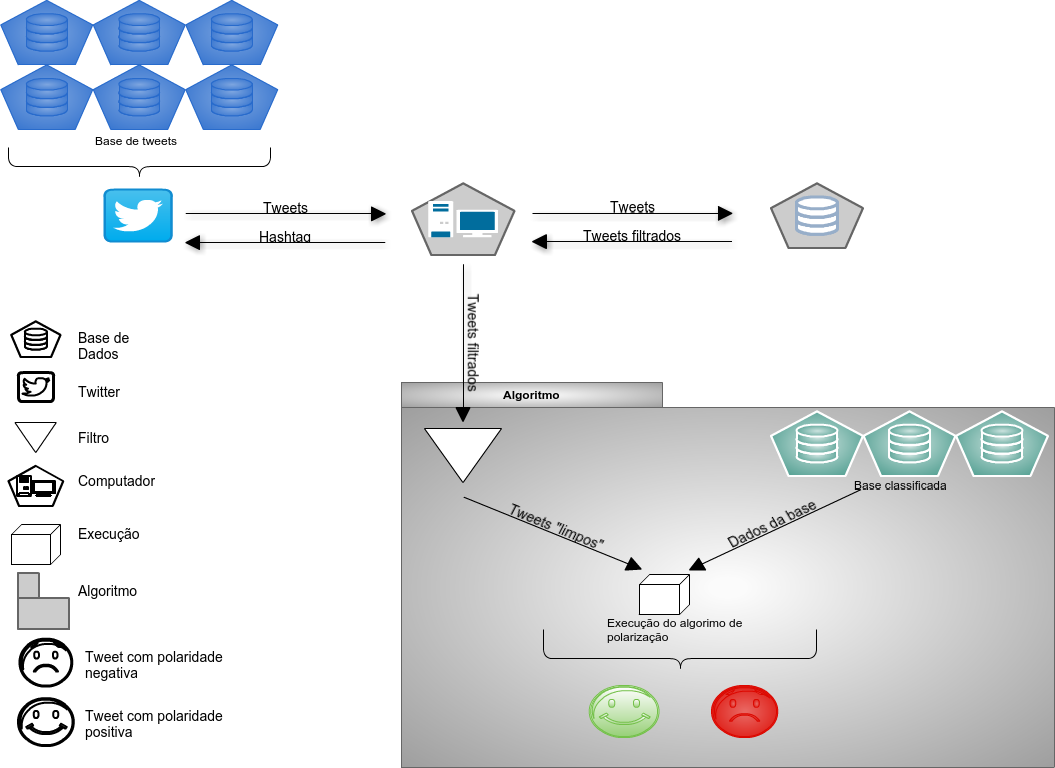 Base de tweets
Tweets
Hashtag
Tweets
Tweets filtrados
Tweets filtrados
Base de
Dados
Twitter
Filtro
Computador
Execução
Algoritmo
Tweet com polaridade
negativa
Tweet com polaridade
positiva
Algoritmo
Base classificada
Tweets "limpos"
Dados da base
Execução do algorimo de
polarização